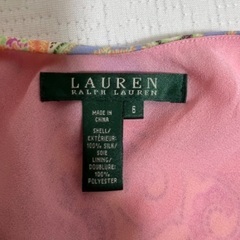 LAUREN
RALPH LAUREN
6
MADE IN
CHINA
SHELL/
EXTÉRIEUR:
100% SILK/
SOIE
LINING/
DOUBLURE:
100%
POLYESTER